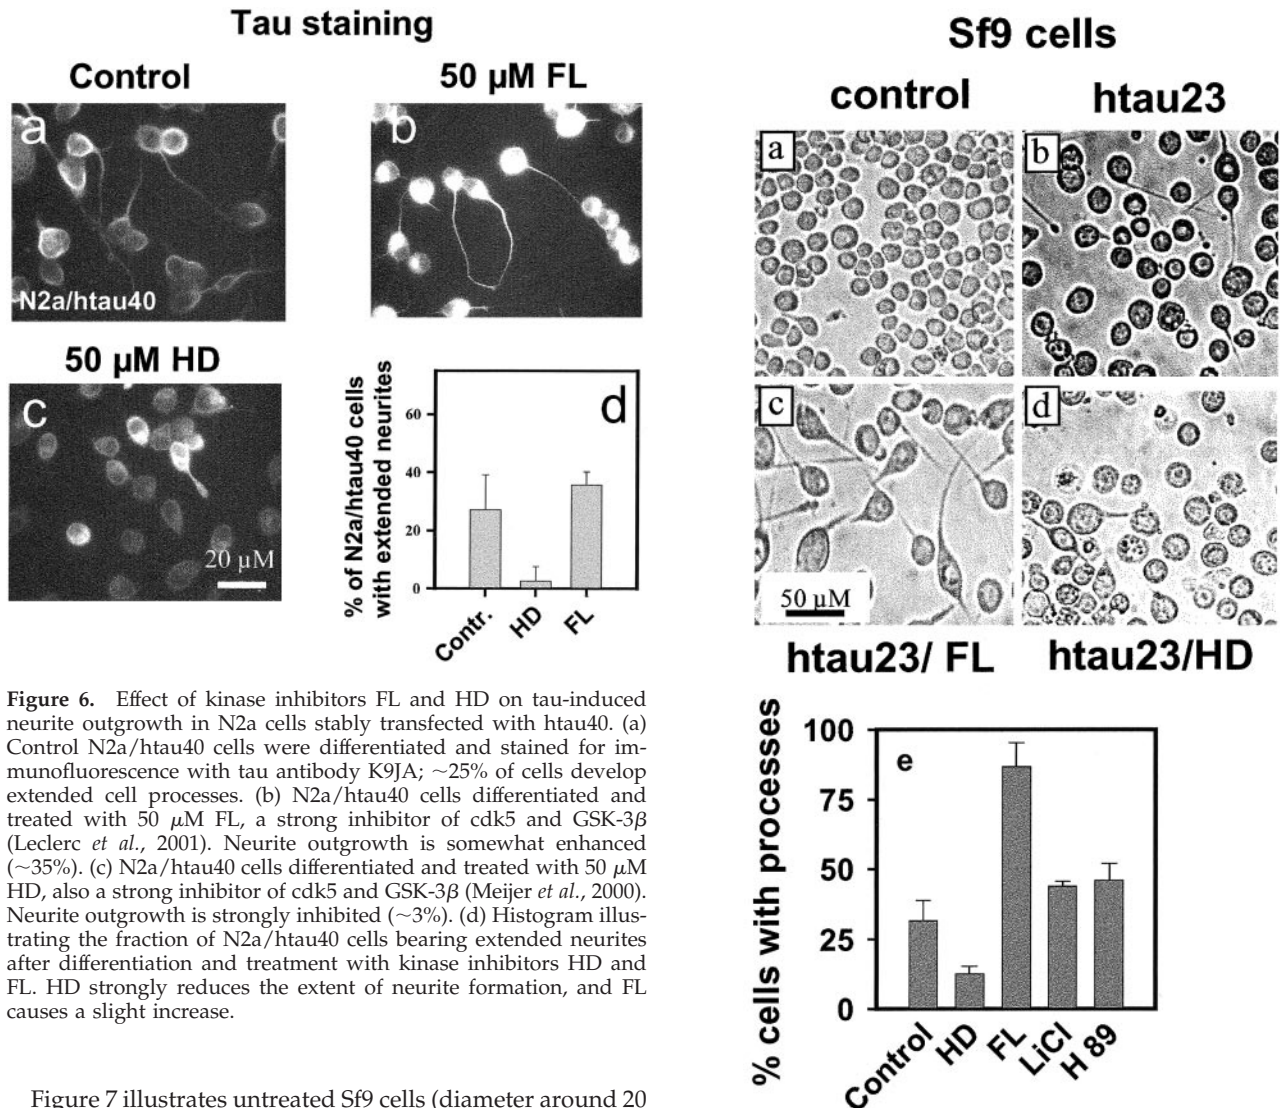 Tau staining
Control
50 µM FL
a
b
N2a/htau40
50 µM HD
c
20 µM
d
% of N2a/htau40 cells
with extended neurites
60
40
20
0
Contr.
HD
FL
Figure 6. Effect of kinase inhibitors FL and HD on tau-induced
neurite outgrowth in N2a cells stably transfected with htau40. (a)
Control N2a/htau40 cells were differentiated and stained for im-
munofluorescence with tau antibody K9JA; ~25% of cells develop
extended cell processes. (b) N2a/htau40 cells differentiated and
treated with 50 µM FL, a strong inhibitor of cdk5 and GSK-3β
(Leclerc et al., 2001). Neurite outgrowth is somewhat enhanced
(~35%). (c) N2a/htau40 cells differentiated and treated with 50 µM
HD, also a strong inhibitor of cdk5 and GSK-3β (Meijer et al., 2000).
Neurite outgrowth is strongly inhibited (~3%). (d) Histogram illus-
trating the fraction of N2a/htau40 cells bearing extended neurites
after differentiation and treatment with kinase inhibitors HD and
FL. HD strongly reduces the extent of neurite formation, and FL
causes a slight increase.
Figure 7 illustrates untreated Sf9 cells (diameter around 20
Sf9 cells
control
htau23
a
b
c
d
50 µM
htau23/ FL
htau23/HD
% cells with processes
100
75
50
25
0
e
Control
HD
FL
LiCl
H 89